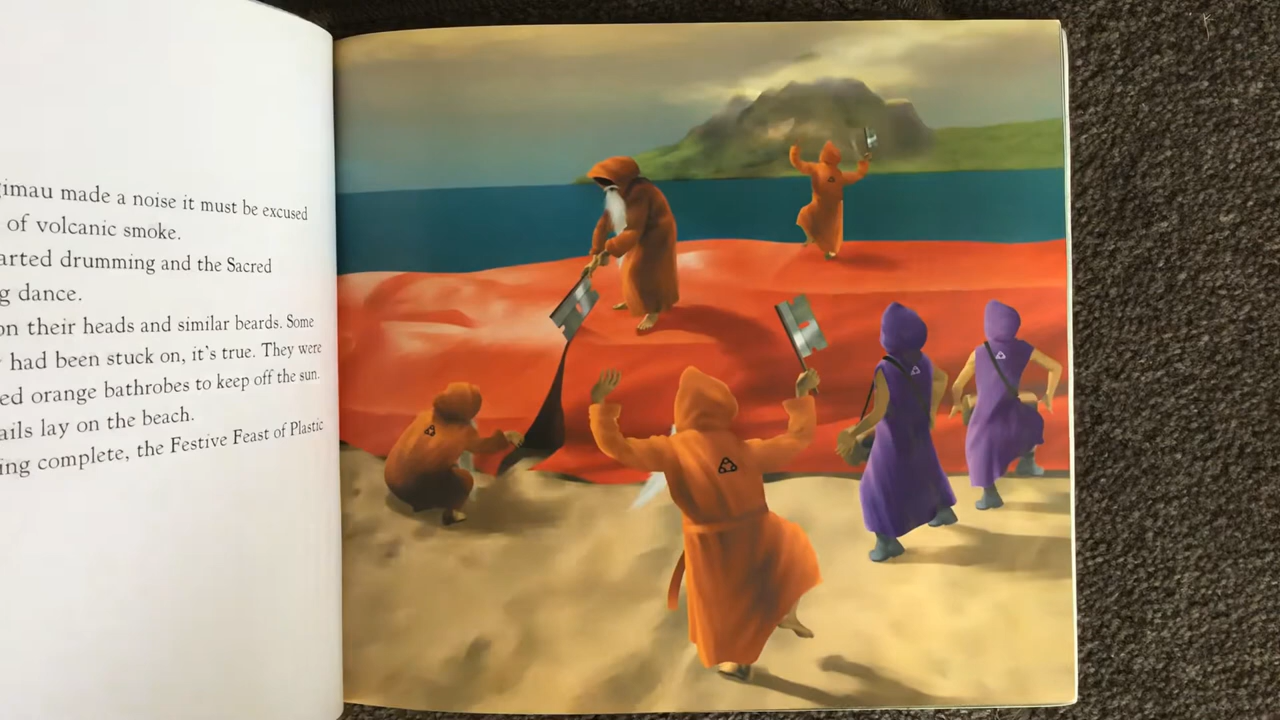 gimau made a noise it must be excused
of volcanic smoke.
arted drumming and the Sacred
g dance.
on their heads and similar beards. Some
had been stuck on, it's true. They were
ed orange bathrobes to keep off the sun.
ails lay on the beach.
ing complete, the Festive Feast of Plastic